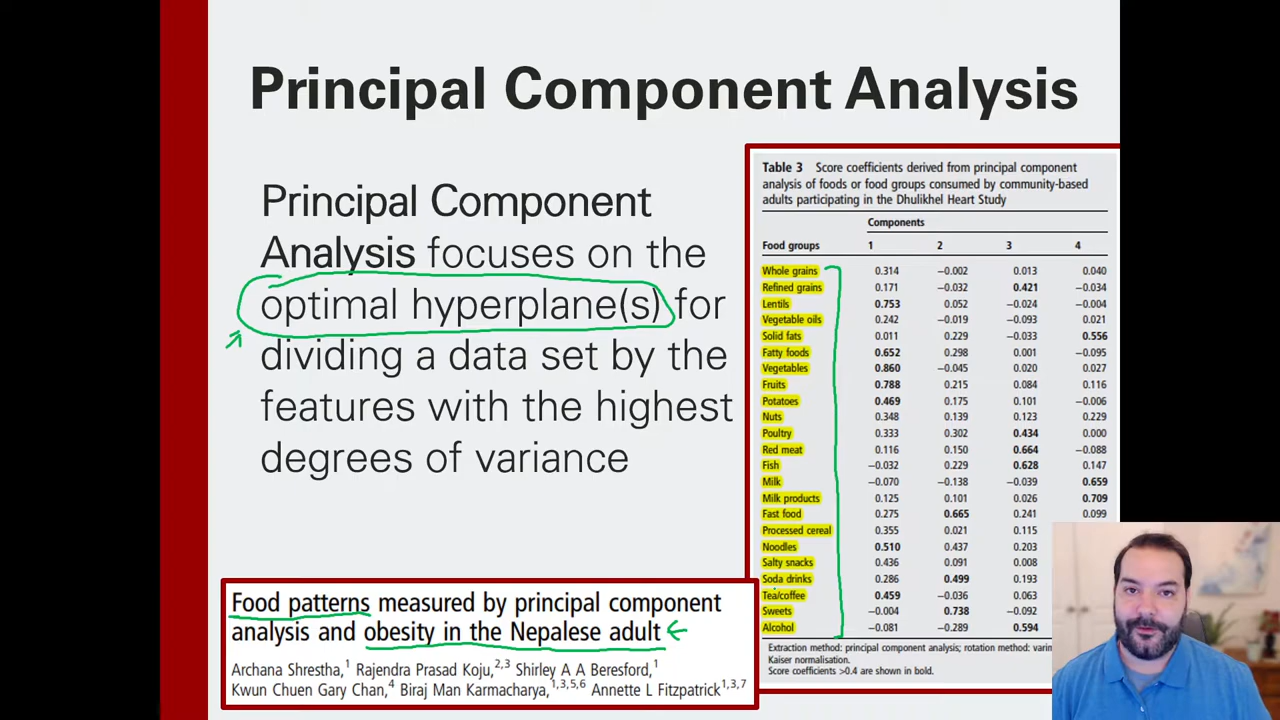 Principal Component Analysis
Principal Component
Analysis focuses on the
optimal hyperplane(s) for
dividing a data set by the
features with the highest
degrees of variance
Table 3 Score coefficients derived from principal component
analysis of foods or food groups consumed by community-based
adults participating in the Dhulikhel Heart Study
Components
Food groups 1 2 3 4
Whole grains 0.314 −0.002 0.013 0.040
Refined grains 0.171 −0.032 0.421 −0.034
Lentils 0.753 0.052 −0.024 −0.004
Vegetable oils 0.242 −0.019 −0.093 0.021
Solid fats 0.011 0.229 −0.033 0.556
Fatty foods 0.652 0.298 0.001 −0.095
Vegetables 0.860 −0.045 0.020 0.027
Fruits 0.788 0.215 0.084 0.116
Potatoes 0.469 0.175 0.101 −0.006
Nuts 0.348 0.139 0.123 0.229
Poultry 0.333 0.302 0.434 0.000
Red meat 0.116 0.150 0.664 −0.088
Fish −0.032 0.229 0.628 0.147
Milk −0.070 −0.138 −0.039 0.659
Milk products 0.125 0.101 0.026 0.709
Fast food 0.275 0.665 0.241 0.099
Processed cereal 0.355 0.021 0.115
Noodles 0.510 0.437 0.203
Salty snacks 0.436 0.091 0.008
Soda drinks 0.286 0.499 0.193
Tea/coffee 0.459 −0.036 0.063
Sweets −0.004 0.738 −0.092
Alcohol −0.081 −0.289 0.594
Extraction method: principal component analysis; rotation method:
Kaiser normalisation.
Score coefficients >0.4 are shown in bold.
Food patterns measured by principal component
analysis and obesity in the Nepalese adult
Archana Shrestha,1 Rajendra Prasad Koju,2,3 Shirley A A Beresford,1
Kwun Chuen Gary Chan,4 Biraj Man Karmacharya,1,3,5,6 Annette L Fitzpatrick1,3,7